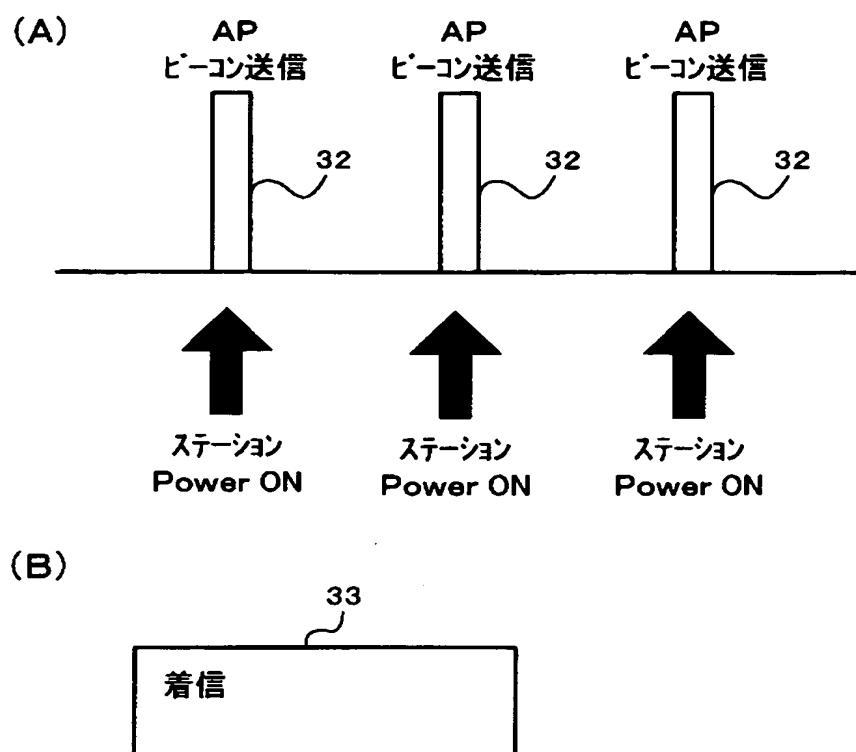 (A)
AP AP AP
ビーコン送信 ビーコン送信 ビーコン送信
32 32 32
ステーション ステーション ステーション
Power ON Power ON Power ON
(B)
33
着信